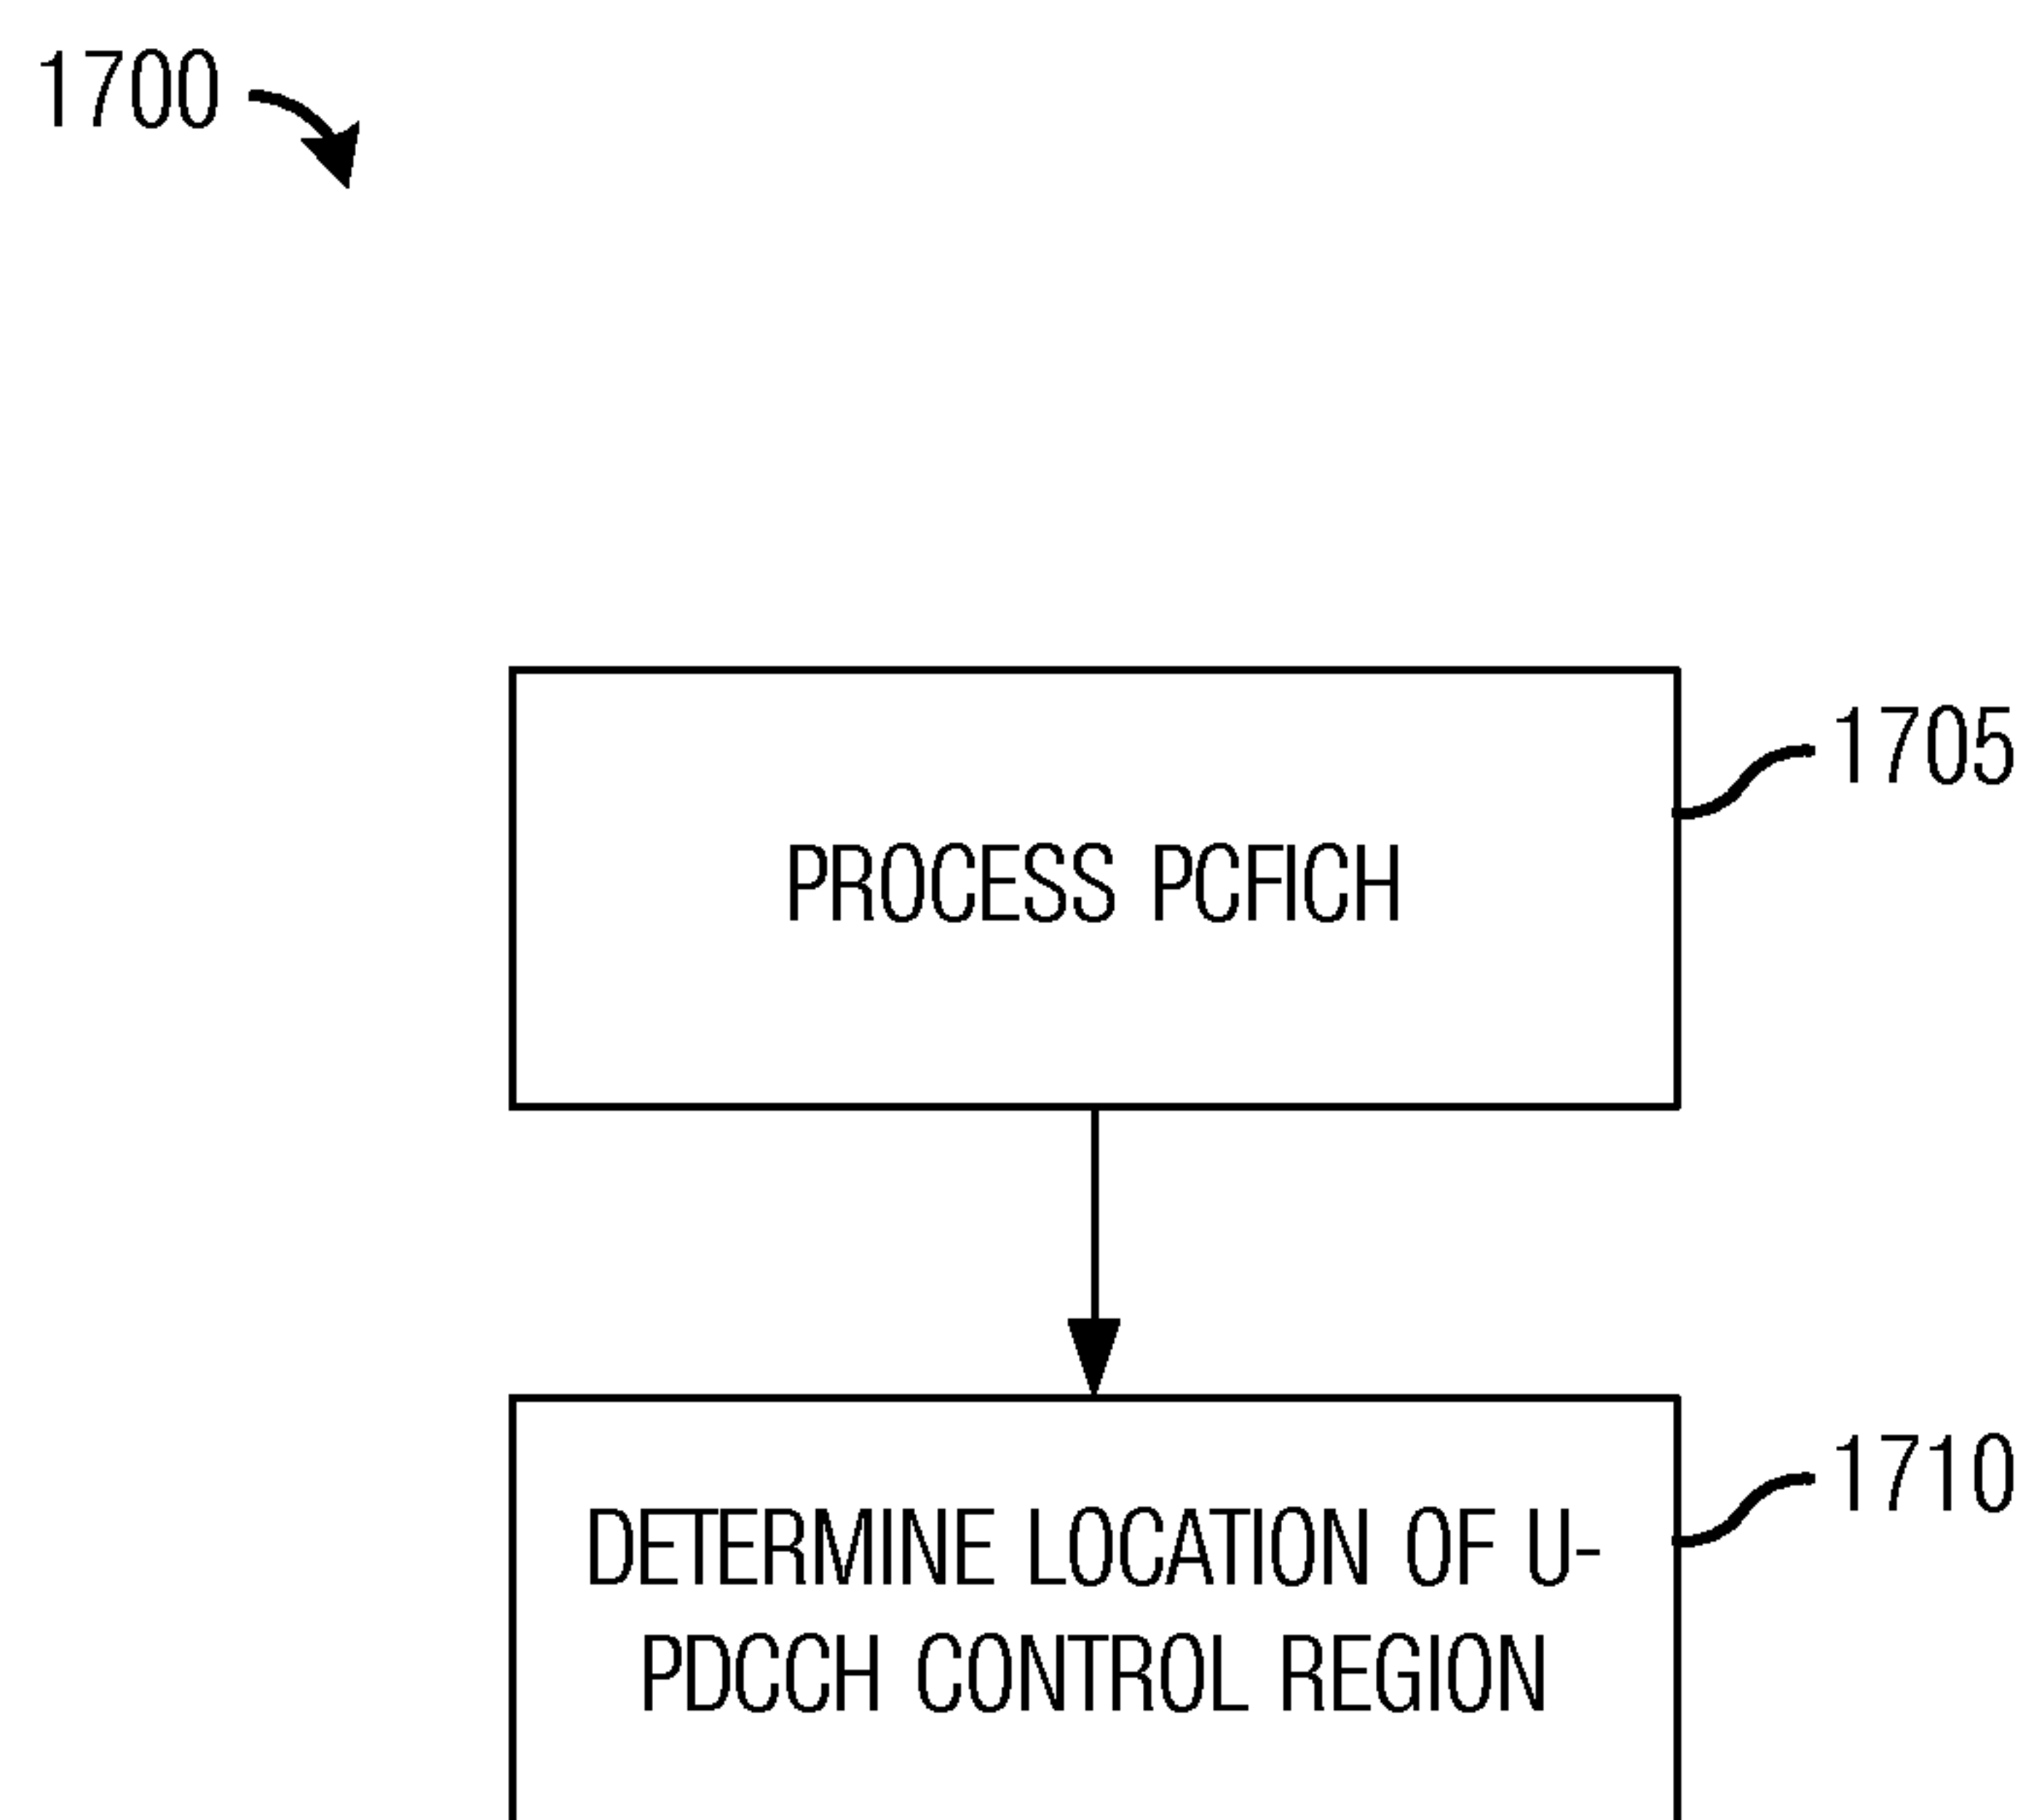 1700
1705
PROCESS PCFICH
1710
DETERMINE LOCATION OF U-
PDCCH CONTROL REGION